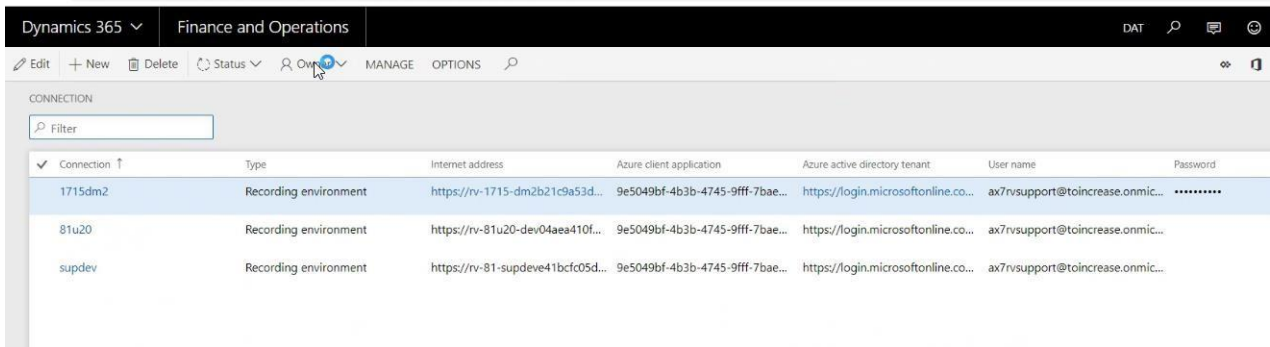 Dynamics 365 Finance and Operations DAT
Edit New Delete Status Owner MANAGE OPTIONS
CONNECTION
Filter
Connection ↑ Type Internet address Azure client application Azure active directory tenant User name Password
1715dm2 Recording environment https://rv-1715-dm2b21c9a53d... 9e5049bf-4b3b-4745-9fff-7bae... https://login.microsoftonline.co... ax7rvsupport@toincrease.onmic... ••••••••••
81u20 Recording environment https://rv-81u20-dev04aea410f... 9e5049bf-4b3b-4745-9fff-7bae... https://login.microsoftonline.co... ax7rvsupport@toincrease.onmic...
supdev Recording environment https://rv-81-supdeve41bcfc05d... 9e5049bf-4b3b-4745-9fff-7bae... https://login.microsoftonline.co... ax7rvsupport@toincrease.onmic...